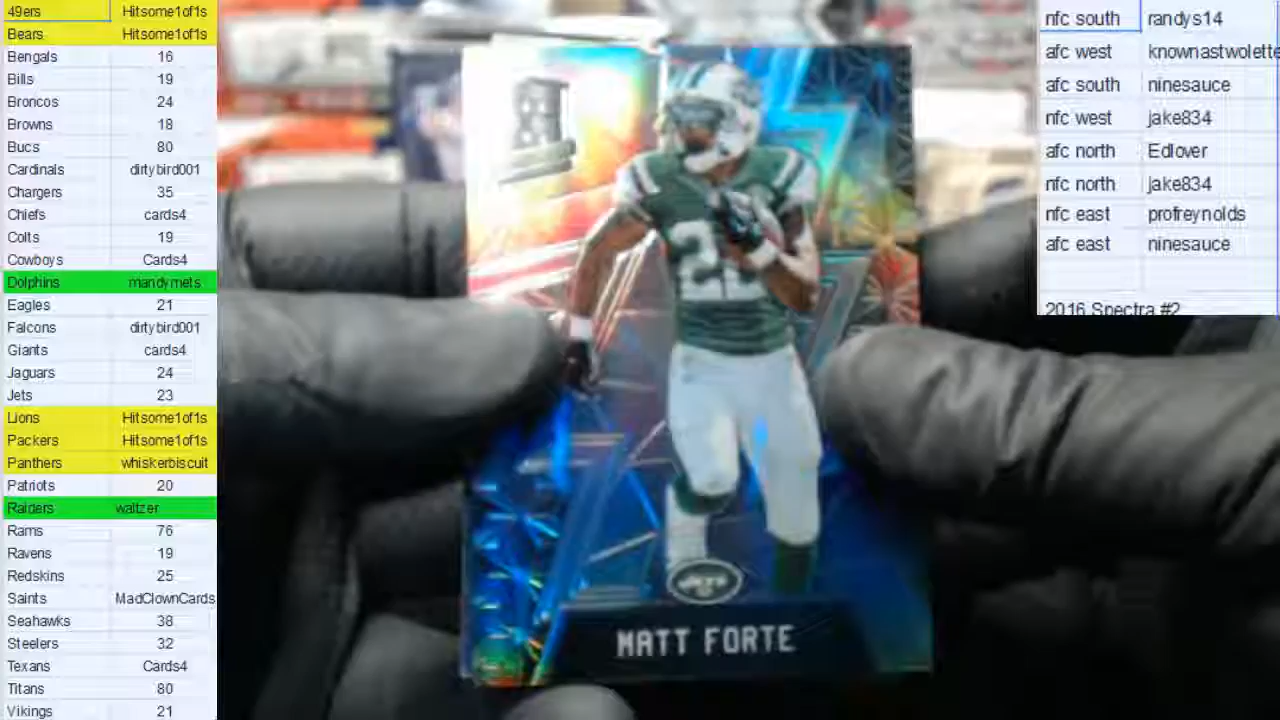 49ers Hitsome1of1s
Bears Hitsome1of1s
Bengals 16
Bills 19
Broncos 24
Browns 18
Bucs 80
Cardinals dirtybird001
Chargers 35
Chiefs cards4
Colts 19
Cowboys Cards4
Dolphins mandymets
Eagles 21
Falcons dirtybird001
Giants cards4
Jaguars 24
Jets 23
Lions Hitsome1of1s
Packers Hitsome1of1s
Panthers whiskerbiscuit
Patriots 20
Raiders waltzer
Rams 76
Ravens 19
Redskins 25
Saints MadClownCards
Seahawks 38
Steelers 32
Texans Cards4
Titans 80
Vikings 21
JETS
MATT FORTE
nfc south randys14
afc west knownastwolette
afc south ninesauce
nfc west jake834
afc north Edlover
nfc north jake834
nfc east profreynolds
afc east ninesauce
2016 Spectra #2